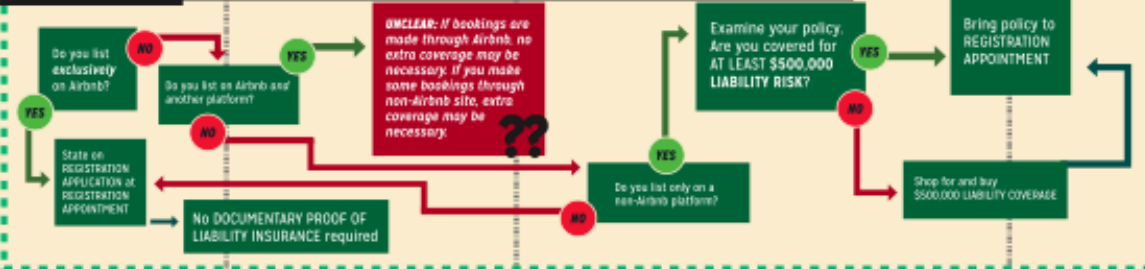 Do you list
exclusively
on Airbnb?
NO
YES
State on
REGISTRATION
APPLICATION at
REGISTRATION
APPOINTMENT
No DOCUMENTARY PROOF OF
LIABILITY INSURANCE required
Do you list on Airbnb and
another platform?
YES
NO
UNCLEAR: If bookings are
made through Airbnb, no
extra coverage may be
necessary. If you make
some bookings through
non-Airbnb site, extra
coverage may be
necessary.
??
Do you list only on a
non-Airbnb platform?
YES
NO
Examine your policy.
Are you covered for
AT LEAST $500,000
LIABILITY RISK?
YES
NO
Bring policy to
REGISTRATION
APPOINTMENT
Shop for and buy
$500,000 LIABILITY COVERAGE